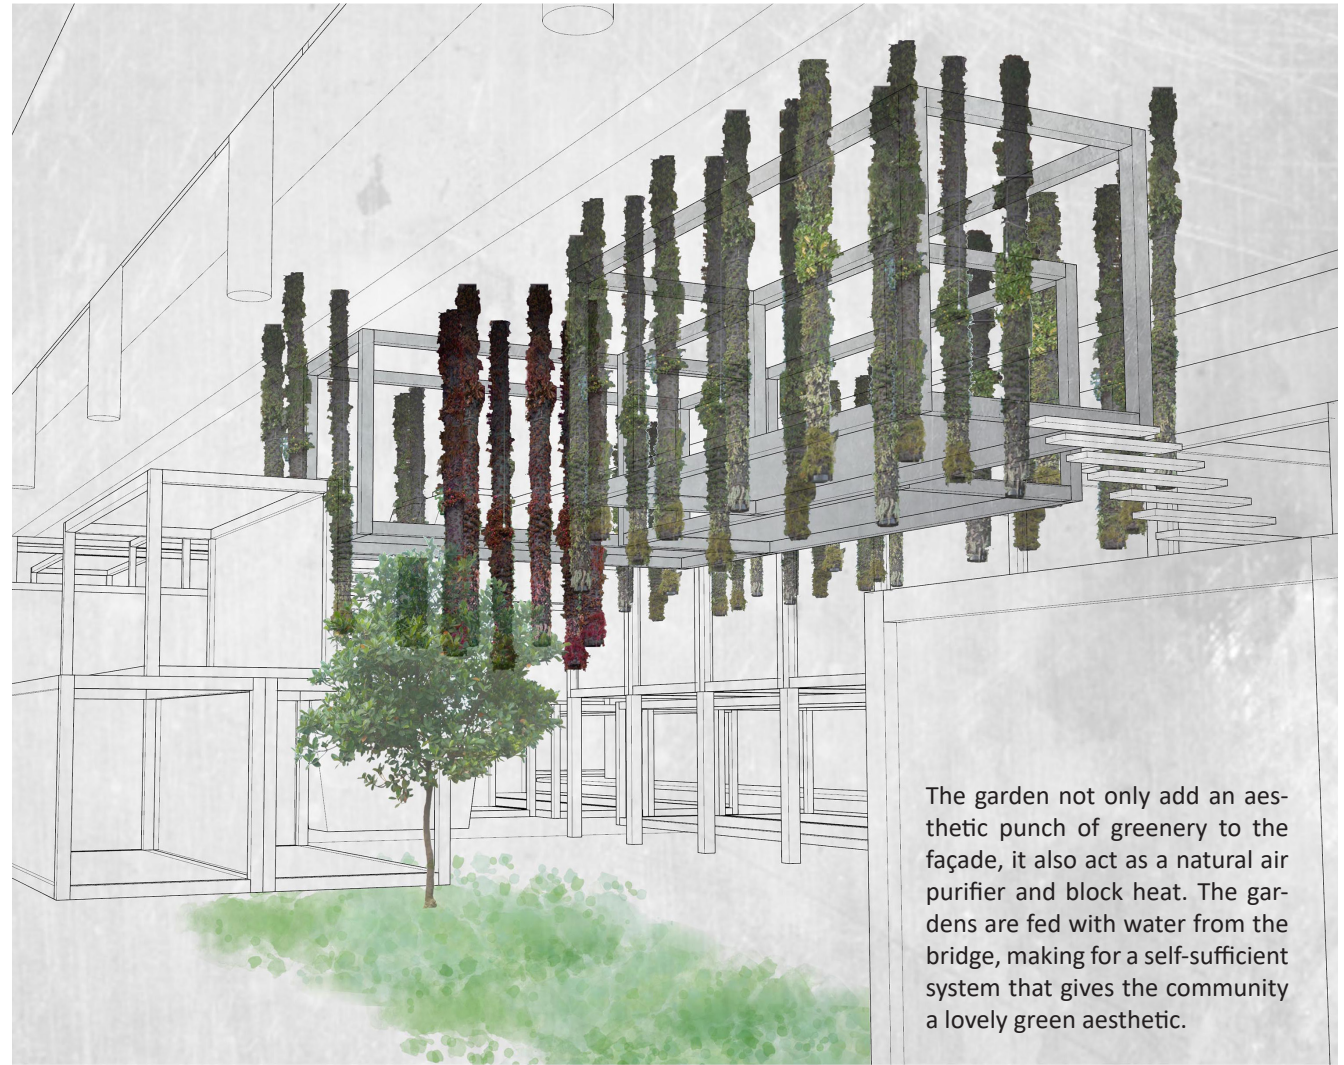 The garden not only add an aes-
thetic punch of greenery to the
façade, it also act as a natural air
purifier and block heat. The gar-
dens are fed with water from the
bridge, making for a self-sufficient
system that gives the community
a lovely green aesthetic.